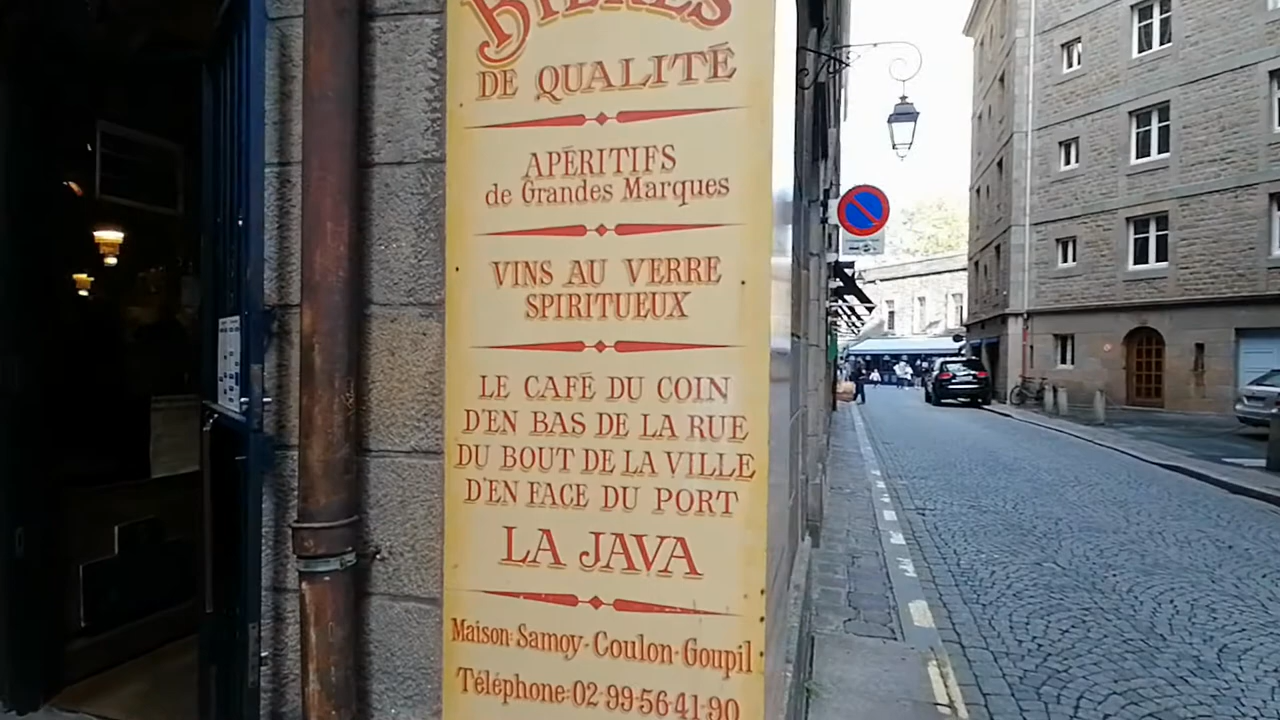 BIÈRES
DE QUALITÉ
APÉRITIFS
de Grandes Marques
VINS AU VERRE
SPIRITUEUX
LE CAFÉ DU COIN
D'EN BAS DE LA RUE
DU BOUT DE LA VILLE
D'EN FACE DU PORT
LA JAVA
Maison: Samoy-Coulon-Goupil
Téléphone: 02 99-56-41-90